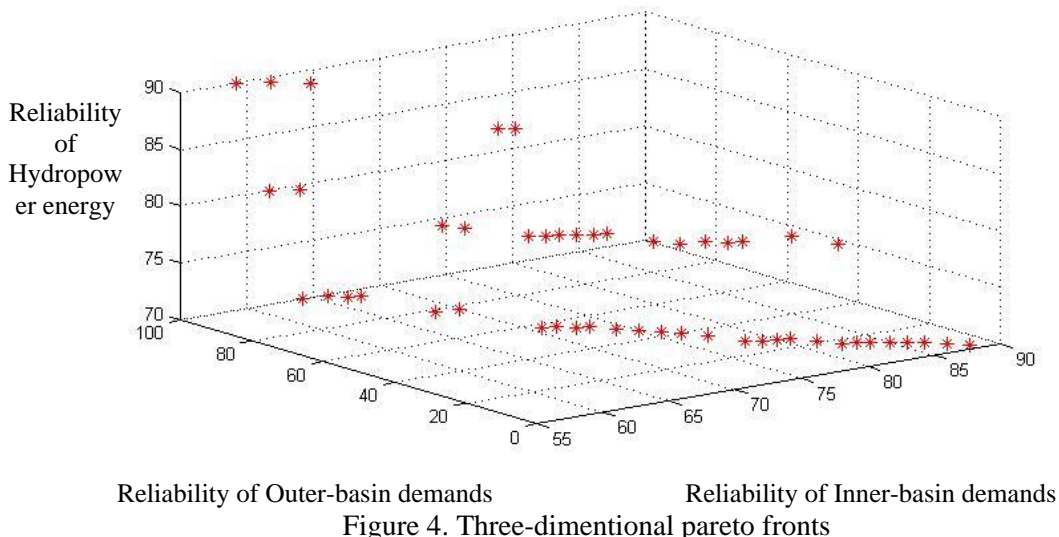 90
Reliability
of
85
Hydropow
80
er energy
75
70
100
80
60
40
20
0
55
60
65
70
75
80
85
90
Reliability of Outer-basin demands
Reliability of Inner-basin demands
Figure 4. Three-dimentional pareto fronts